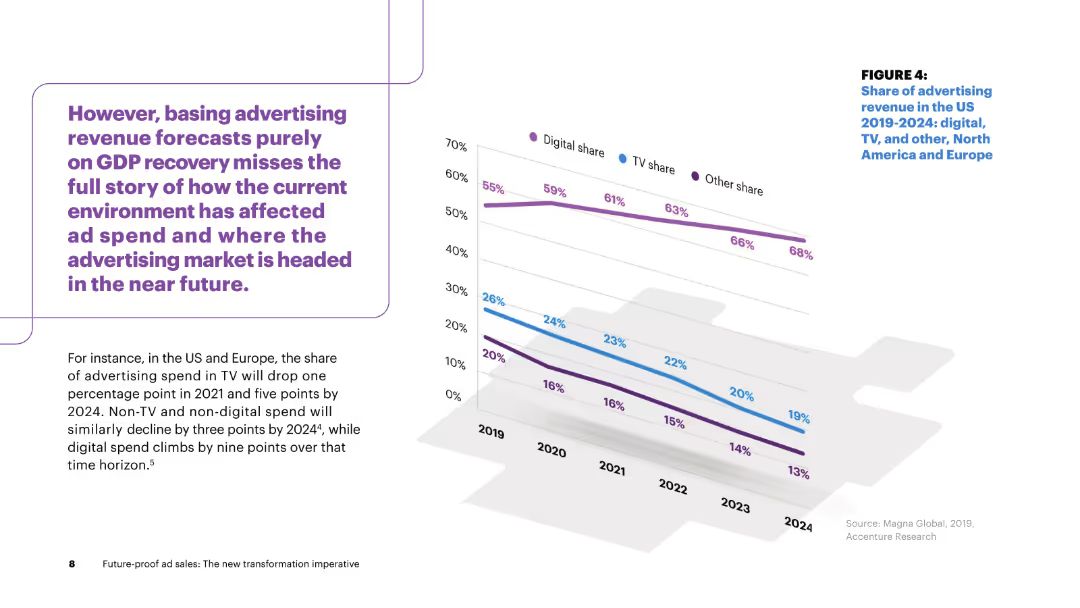 However, basing advertising
revenue forecasts purely
on GDP recovery misses the
full story of how the current
environment has affected
ad spend and where the
advertising market is headed
in the near future.
For instance, in the US and Europe, the share
of advertising spend in TV will drop one
percentage point in 2021 and five points by
2024. Non-TV and non-digital spend will
similarly decline by three points by 2024⁴, while
digital spend climbs by nine points over that
time horizon.⁵
FIGURE 4:
Share of advertising
revenue in the US
2019-2024: digital,
TV, and other, North
America and Europe
Digital share
TV share
Other share
70%
60%
50%
40%
30%
20%
10%
0%
55% 59% 61% 63% 66% 68%
26% 24% 23% 22% 20% 19%
20% 16% 16% 15% 14% 13%
2019 2020 2021 2022 2023 2024
Source: Magna Global, 2019,
Accenture Research
8 Future-proof ad sales: The new transformation imperative